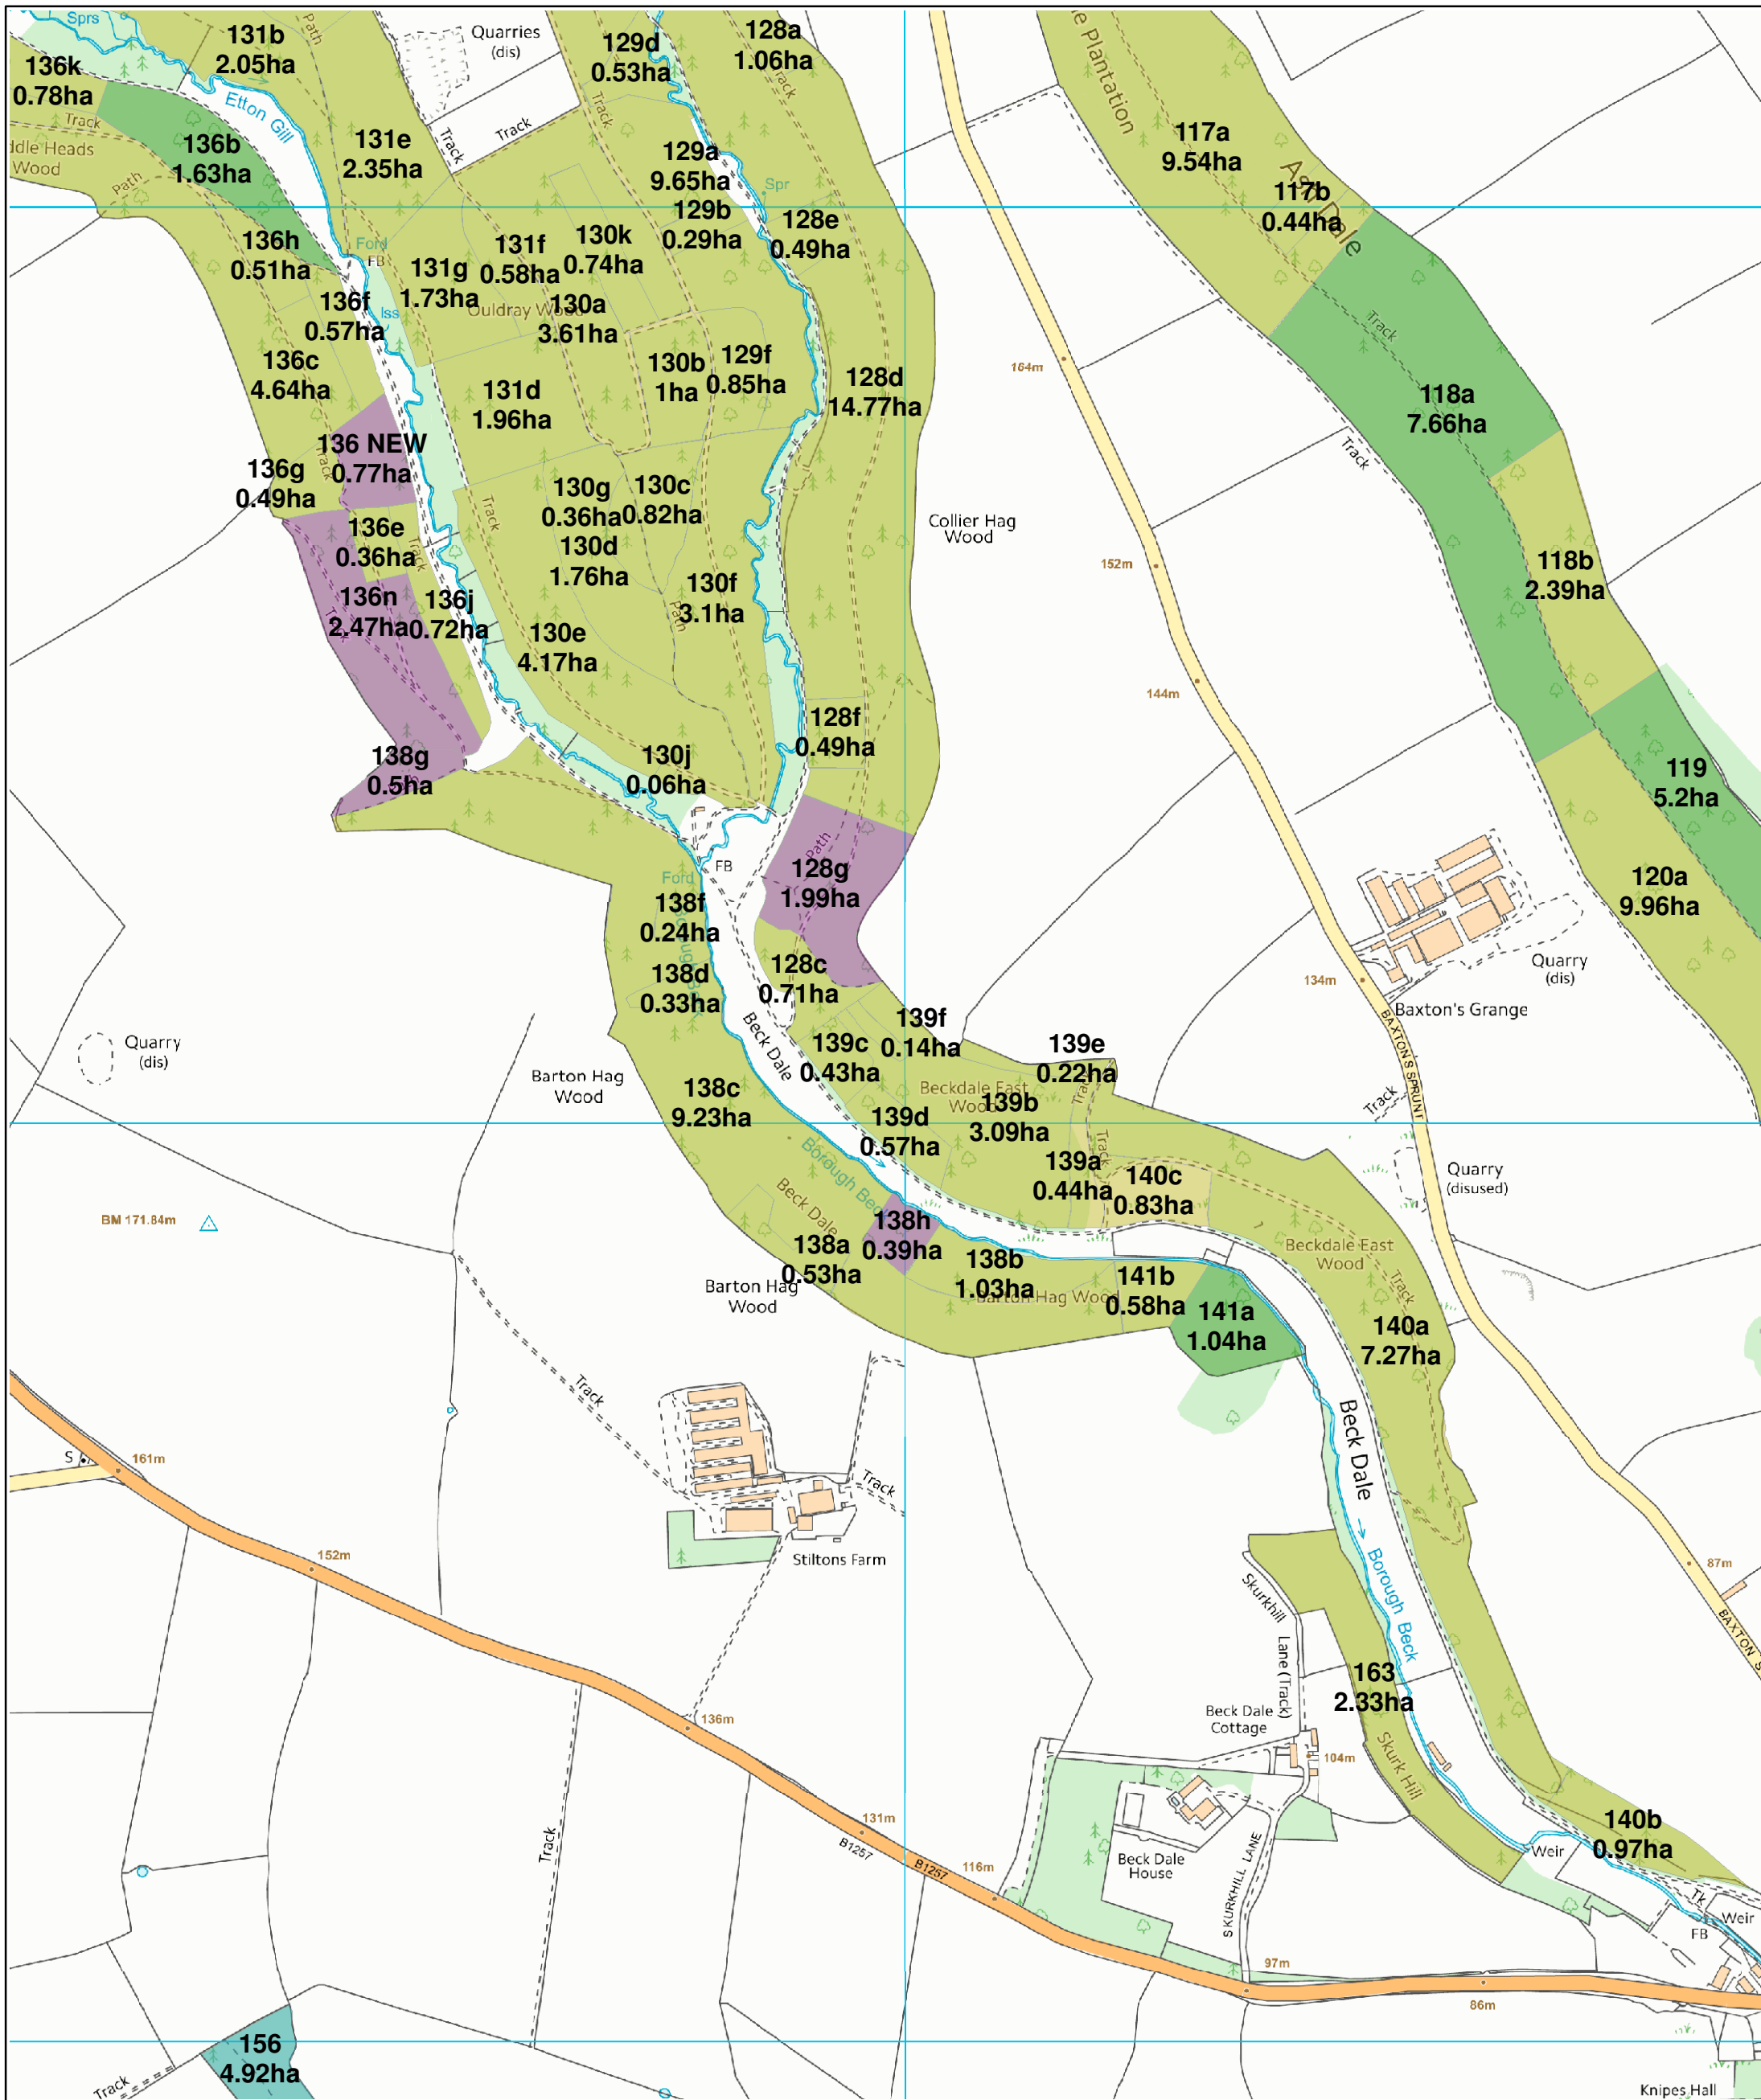 Sprs
131b
2.05ha
Path
Quarries
(dis)
129d
0.53ha
128a
1.06ha
Track
e Plantation
136k
0.78ha
Track
Etton Gill
ddle Heads
Wood
136b
1.63ha
Path
131e
2.35ha
Track
Track
Track
129a
9.65ha
Spr
129b
0.29ha
128e
0.49ha
117a
9.54ha
Ash Dale
117b
0.44ha
136h
0.51ha
Ford
FB
131g
1.73ha
131f
0.58ha
130k
0.74ha
136f
0.57ha
Iss
Ouldray Wood
130a
3.61ha
136c
4.64ha
131d
1.96ha
130b
1ha
129f
0.85ha
128d
14.77ha
164m
Track
118a
7.66ha
Track
136 NEW
0.77ha
Track
136g
0.49ha
136e
0.36ha
Track
Track
130g
0.36ha
130c
0.82ha
130d
1.76ha
Collier Hag
Wood
152m
118b
2.39ha
136n
2.47ha
136j
0.72ha
130e
4.17ha
130f
3.1ha
Path
144m
138g
0.5ha
130j
0.06ha
128f
0.49ha
119
5.2ha
FB
Path
128g
1.99ha
120a
9.96ha
Ford
138f
0.24ha
Borough Beck
138d
0.33ha
128c
0.71ha
134m
Quarry
(dis)
Baxton's Grange
BAXTON'S SPRUNT
Quarry
(dis)
Beck Dale
139c
0.43ha
139f
0.14ha
139e
0.22ha
Track
Track
Barton Hag
Wood
138c
9.23ha
Beckdale East
Wood
139b
3.09ha
139d
0.57ha
Track
139a
0.44ha
140c
0.83ha
Quarry
(disused)
Borough Beck
Beck Dale
BM 171.84m
138h
0.39ha
138a
0.53ha
138b
1.03ha
Barton Hag
Wood
Barton Hag Wood
141b
0.58ha
141a
1.04ha
Beckdale East
Wood
Track
140a
7.27ha
Track
Beck Dale
S
161m
Track
152m
Stiltons Farm
Borough Beck
87m
BAXTON'S
Skurkhill
Lane (Track)
163
2.33ha
Beck Dale
Cottage
136m
104m
Skurk Hill
131m
B1257
B1257
116m
Track
Beck Dale
House
SKURKHILL LANE
140b
0.97ha
Weir
Tk
Weir
FB
97m
86m
156
4.92ha
Track
Knipes Hall